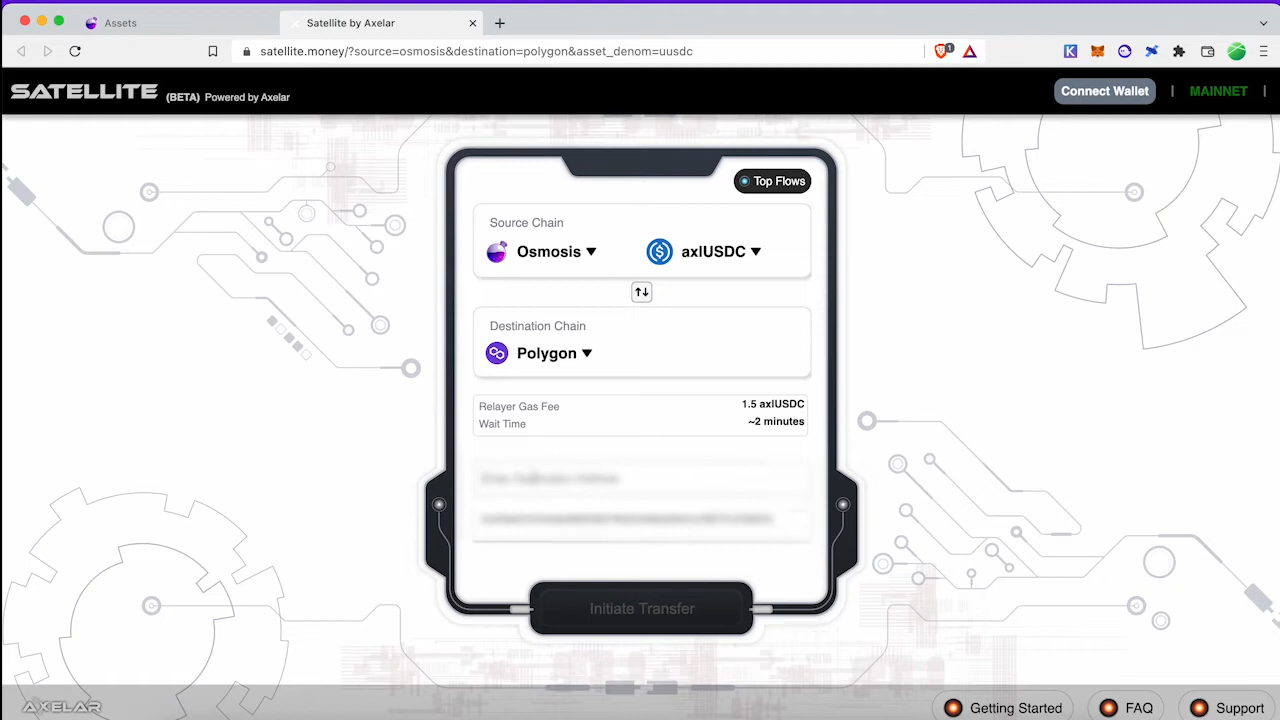 Assets
Satellite by Axelar
satellite.money/?source=osmosis&destination=polygon&asset_denom=uusdc
1
SATELLITE (BETA) Powered by Axelar
Connect Wallet | MAINNET |
Top Flows
Source Chain
Osmosis axlUSDC
Destination Chain
Polygon
Relayer Gas Fee 1.5 axlUSDC
Wait Time ~2 minutes
Initiate Transfer
AXELAR
Getting Started FAQ Support